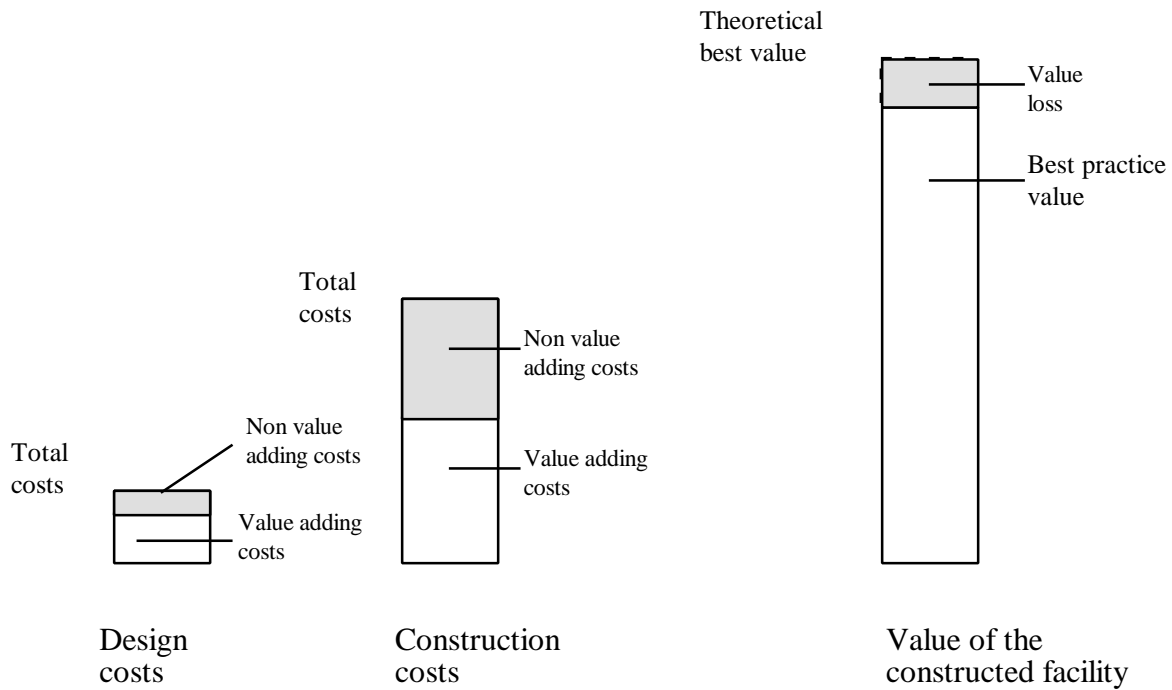 Theoretical
best value
Value
loss
Best practice
value
Total
costs
Non value
adding costs
Value adding
costs
Total
costs
Non value
adding costs
Value adding
costs
Design
costs
Construction
costs
Value of the
constructed facility